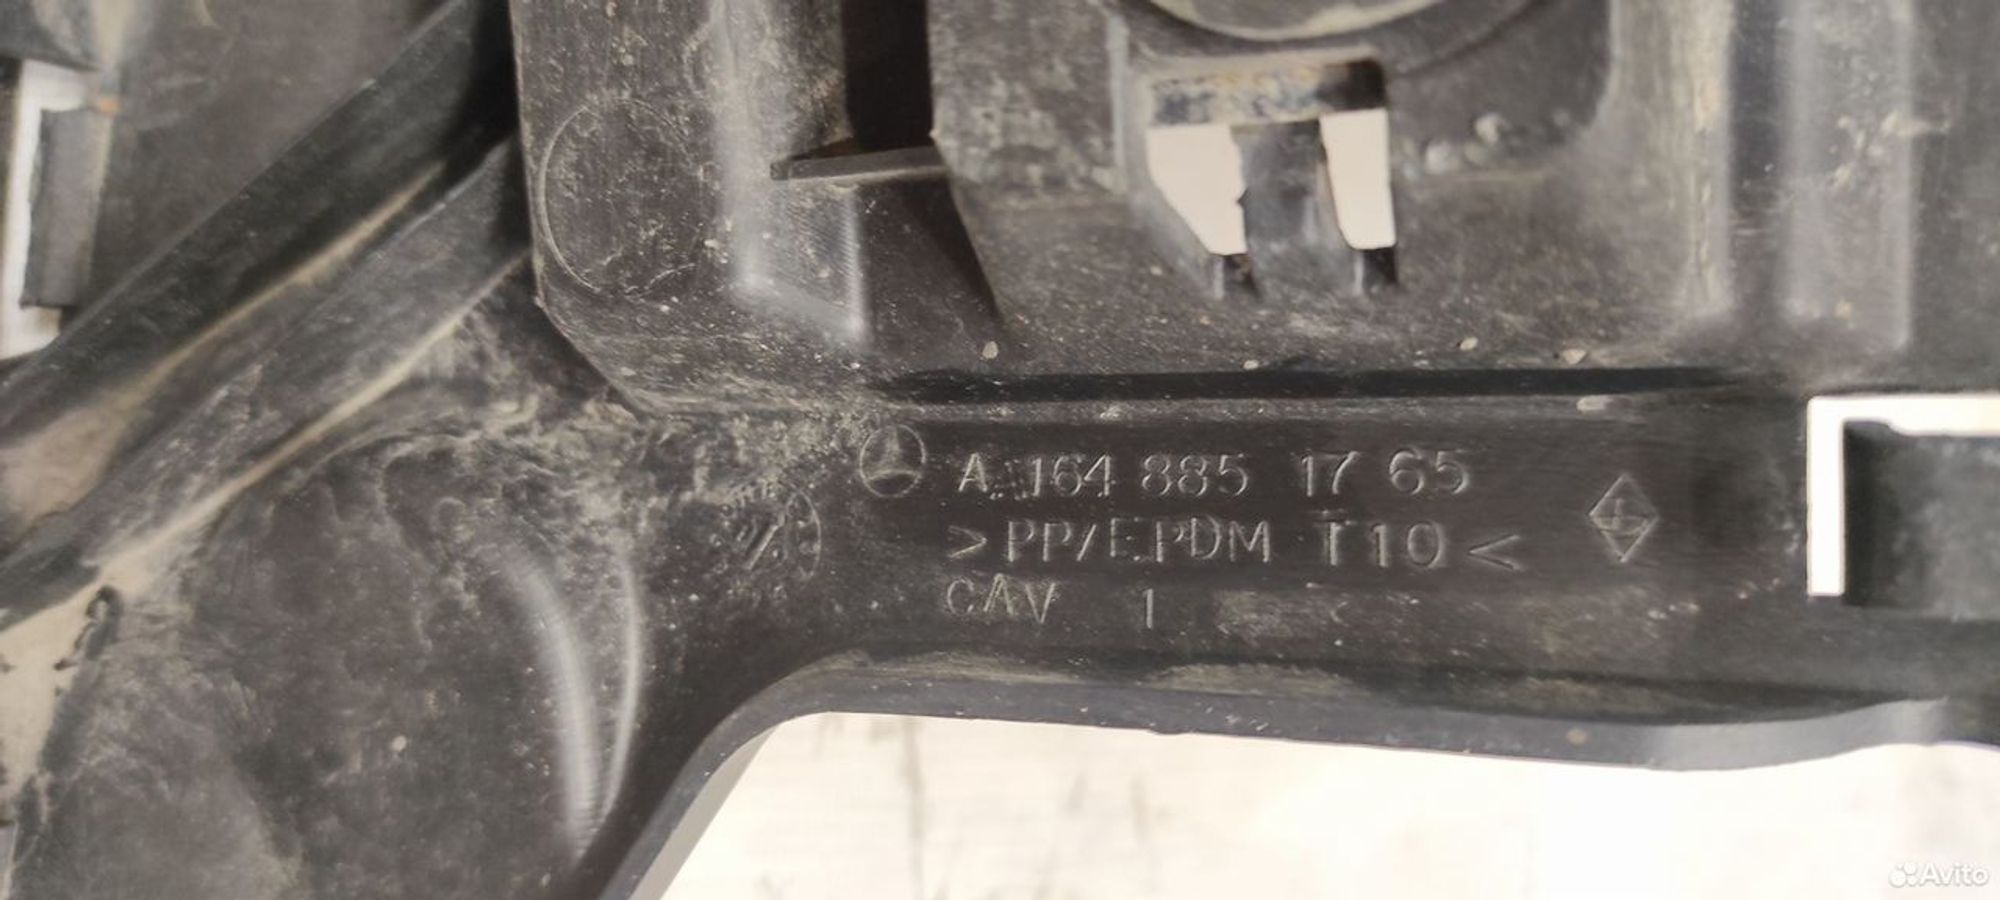 A 164 885 17 65
>PP/EPDM T10<
CAV 1
Avito